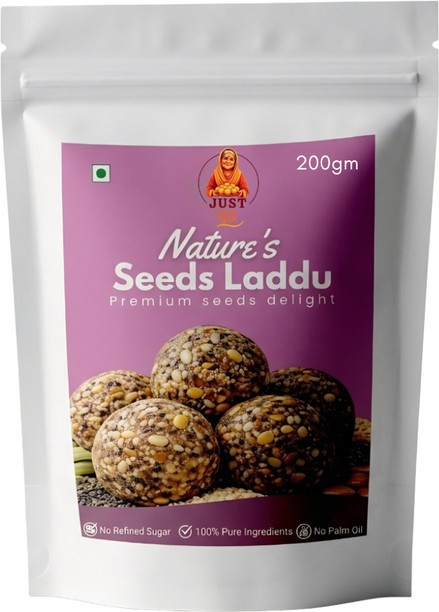 200gm
JUST
Nature's
Seeds Laddu
Premium seeds delight
No Refined Sugar
100% Pure Ingredients
No Palm Oil